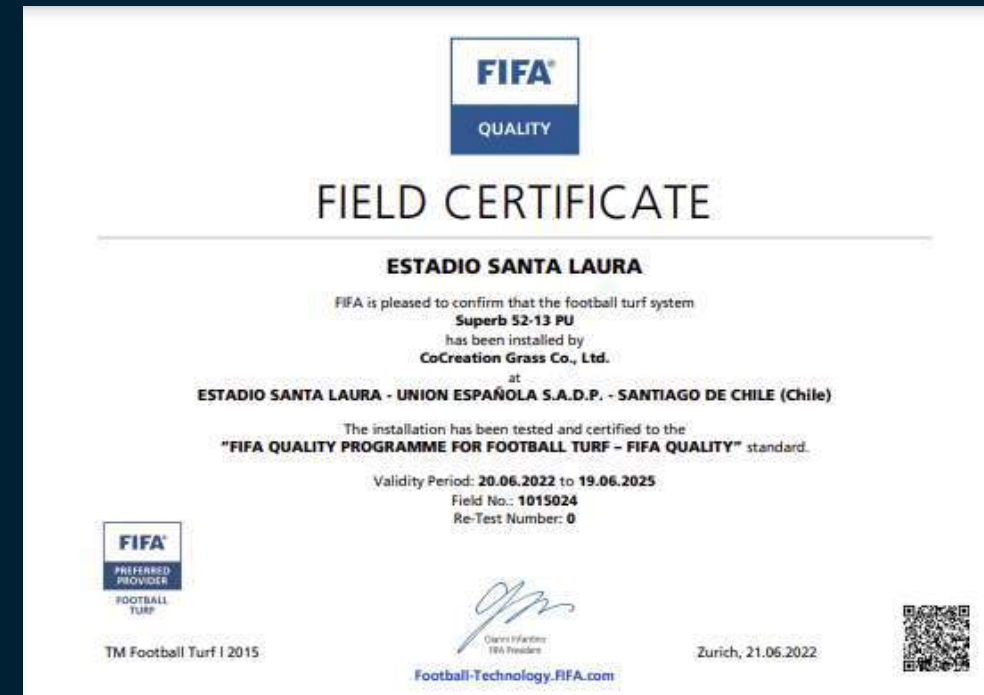 FIFA®
QUALITY
FIELD CERTIFICATE
ESTADIO SANTA LAURA
FIFA is pleased to confirm that the football turf system
Superb 52-13 PU
has been installed by
CoCreation Grass Co., Ltd.
at
ESTADIO SANTA LAURA - UNION ESPAÑOLA S.A.D.P. - SANTIAGO DE CHILE (Chile)
The installation has been tested and certified to the
"FIFA QUALITY PROGRAMME FOR FOOTBALL TURF – FIFA QUALITY" standard.
Validity Period: 20.06.2022 to 19.06.2025
Field No.: 1015024
Re-Test Number: 0
FIFA®
PREFERRED
PROVIDER
FOOTBALL
TURF
Gianni Infantino
FIFA President
TM Football Turf I 2015
Zurich, 21.06.2022
Football-Technology.FIFA.com